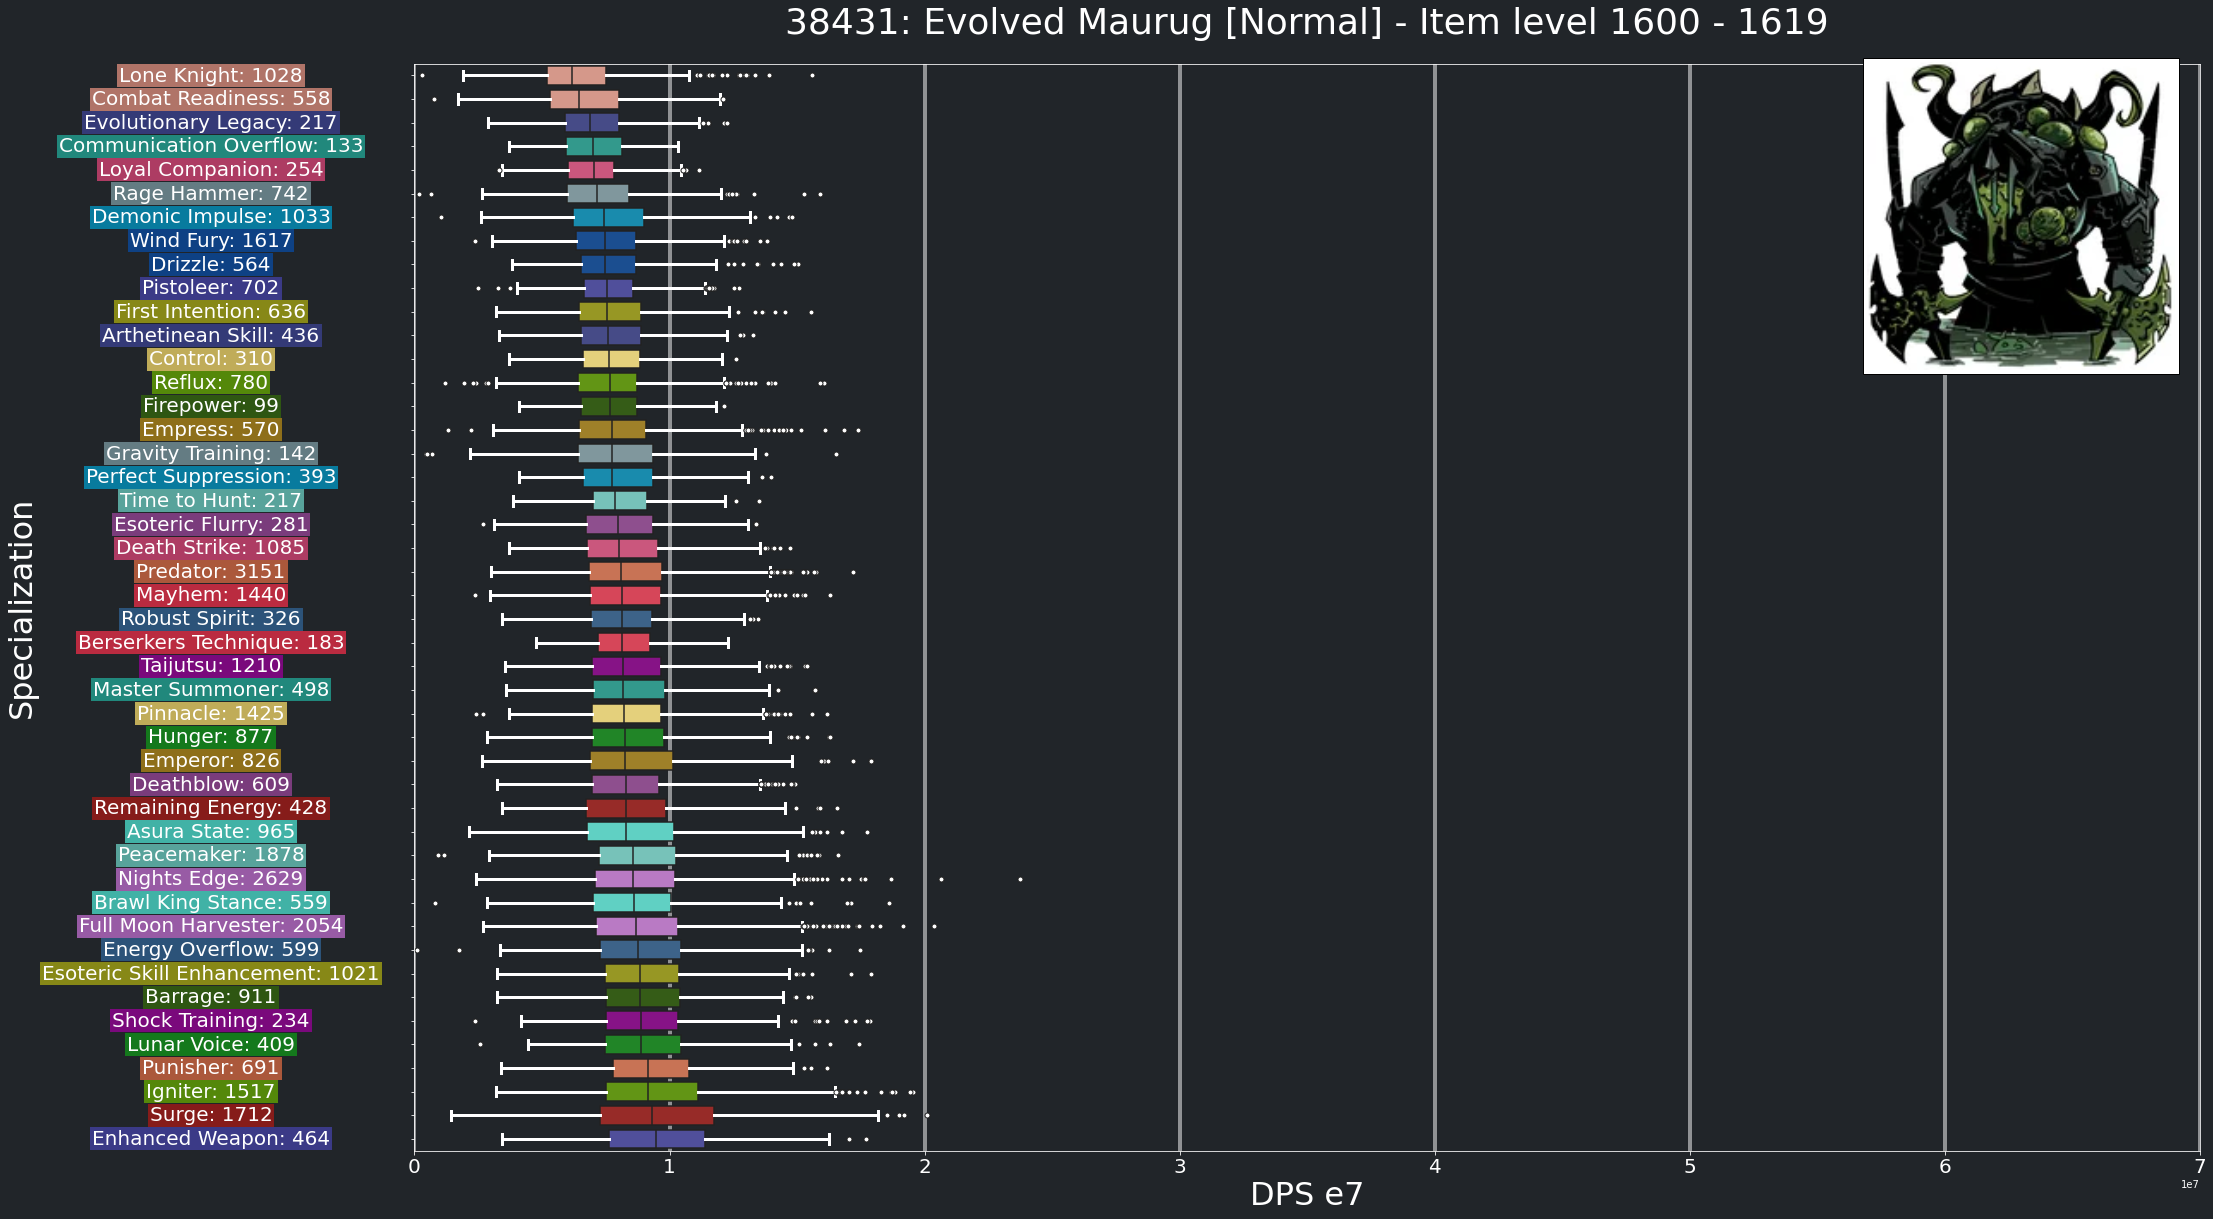 38431: Evolved Maurug [Normal] - Item level 1600 - 1619
Specialization
Lone Knight: 1028
Combat Readiness: 558
Evolutionary Legacy: 217
Communication Overflow: 133
Loyal Companion: 254
Rage Hammer: 742
Demonic Impulse: 1033
Wind Fury: 1617
Drizzle: 564
Pistoleer: 702
First Intention: 636
Arthetinean Skill: 436
Control: 310
Reflux: 780
Firepower: 99
Empress: 570
Gravity Training: 142
Perfect Suppression: 393
Time to Hunt: 217
Esoteric Flurry: 281
Death Strike: 1085
Predator: 3151
Mayhem: 1440
Robust Spirit: 326
Berserkers Technique: 183
Taijutsu: 1210
Master Summoner: 498
Pinnacle: 1425
Hunger: 877
Emperor: 826
Deathblow: 609
Remaining Energy: 428
Asura State: 965
Peacemaker: 1878
Nights Edge: 2629
Brawl King Stance: 559
Full Moon Harvester: 2054
Energy Overflow: 599
Esoteric Skill Enhancement: 1021
Barrage: 911
Shock Training: 234
Lunar Voice: 409
Punisher: 691
Igniter: 1517
Surge: 1712
Enhanced Weapon: 464
0 1 2 3 4 5 6 7
1e7
DPS e7